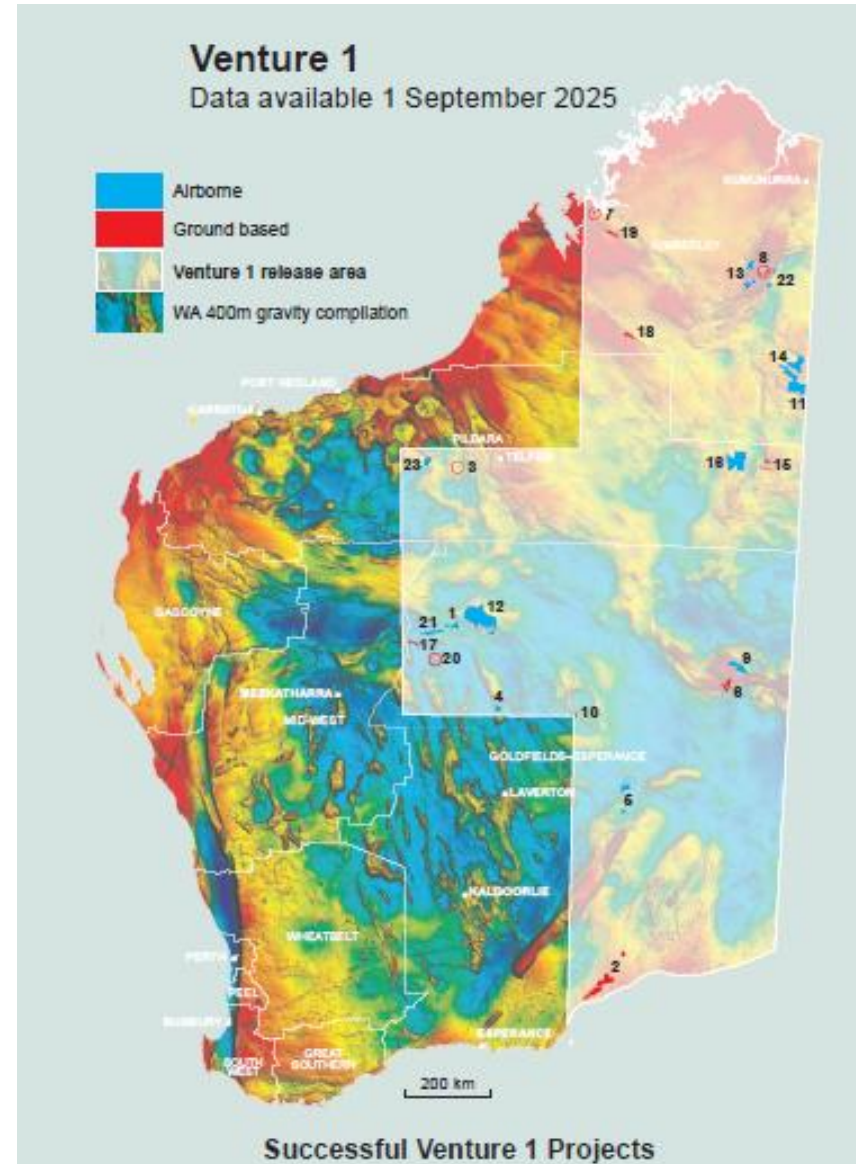 Venture 1
Data available 1 September 2025
Airborne
Ground based
Venture 1 release area
WA 400m gravity compilation
KUNUNURRA
7
19
KIMBERLEY
8
13
22
18
14
11
PORT HEDLAND
KARRATHA
PILBARA
TELFER
23
3
16
15
GASCOYNE
21
1
12
17
20
9
6
MEEKATHARRA
MID-WEST
4
10
GOLDFIELDS-ESPERANCE
LAVERTON
5
KALGOORLIE
WHEATBELT
PERTH
PEEL
2
BUNBURY
ESPERANCE
SOUTH
WEST
GREAT
SOUTHERN
200 km
Successful Venture 1 Projects